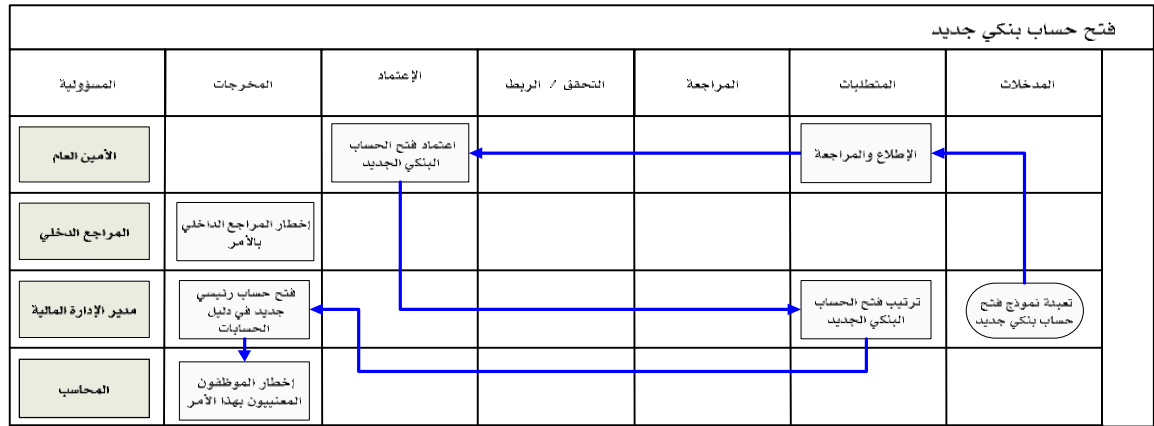 فتح حساب بنكي جديد
المدخلات
المتطلبات
المراجعة
التحقق / الربط
الإعتماد
المخرجات
المسؤولية
الإطلاع والمراجعة
اعتماد فتح الحساب
البنكي الجديد
الأمين العام
إخطار المراجع الداخلي
بالأمر
المراجع الدخلي
تعبئة نموذج فتح
حساب بنكي جديد
ترتيب فتح الحساب
البنكي الجديد
فتح حساب رئيسي
جديد في دليل
الحسابات
مدير الإدارة المالية
إخطار الموظفون
المعنييون بهذا الأمر
المحاسب